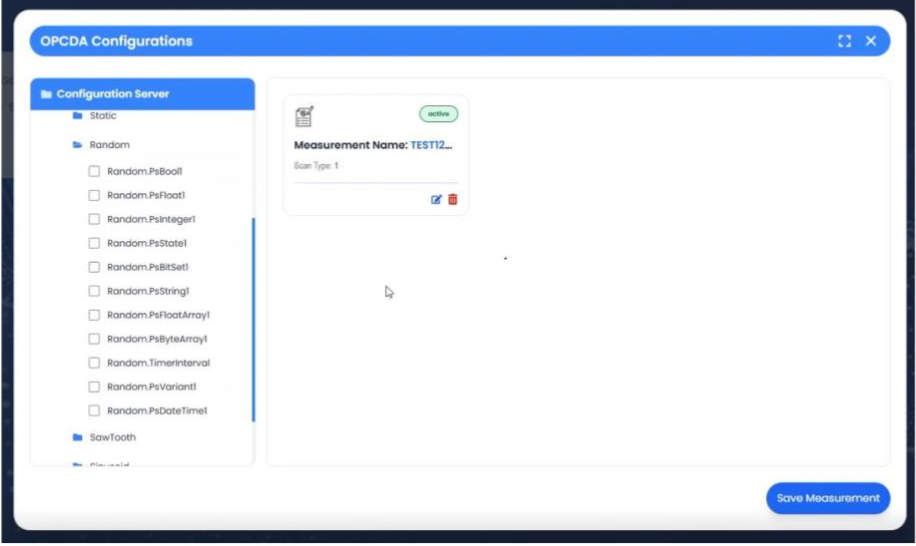 OPCDA Configurations
Configuration Server
Static
Random
Random.PsBool1
Random.PsFloat1
Random.PsInteger1
Random.PsState1
Random.PsBitSet1
Random.PsString1
Random.PsFloatArray1
Random.PsByteArray1
Random.TimerInterval
Random.PsVariant1
Random.PsDateTime1
SawTooth
active
Measurement Name: TEST12...
Scan Type: 1
Save Measurement